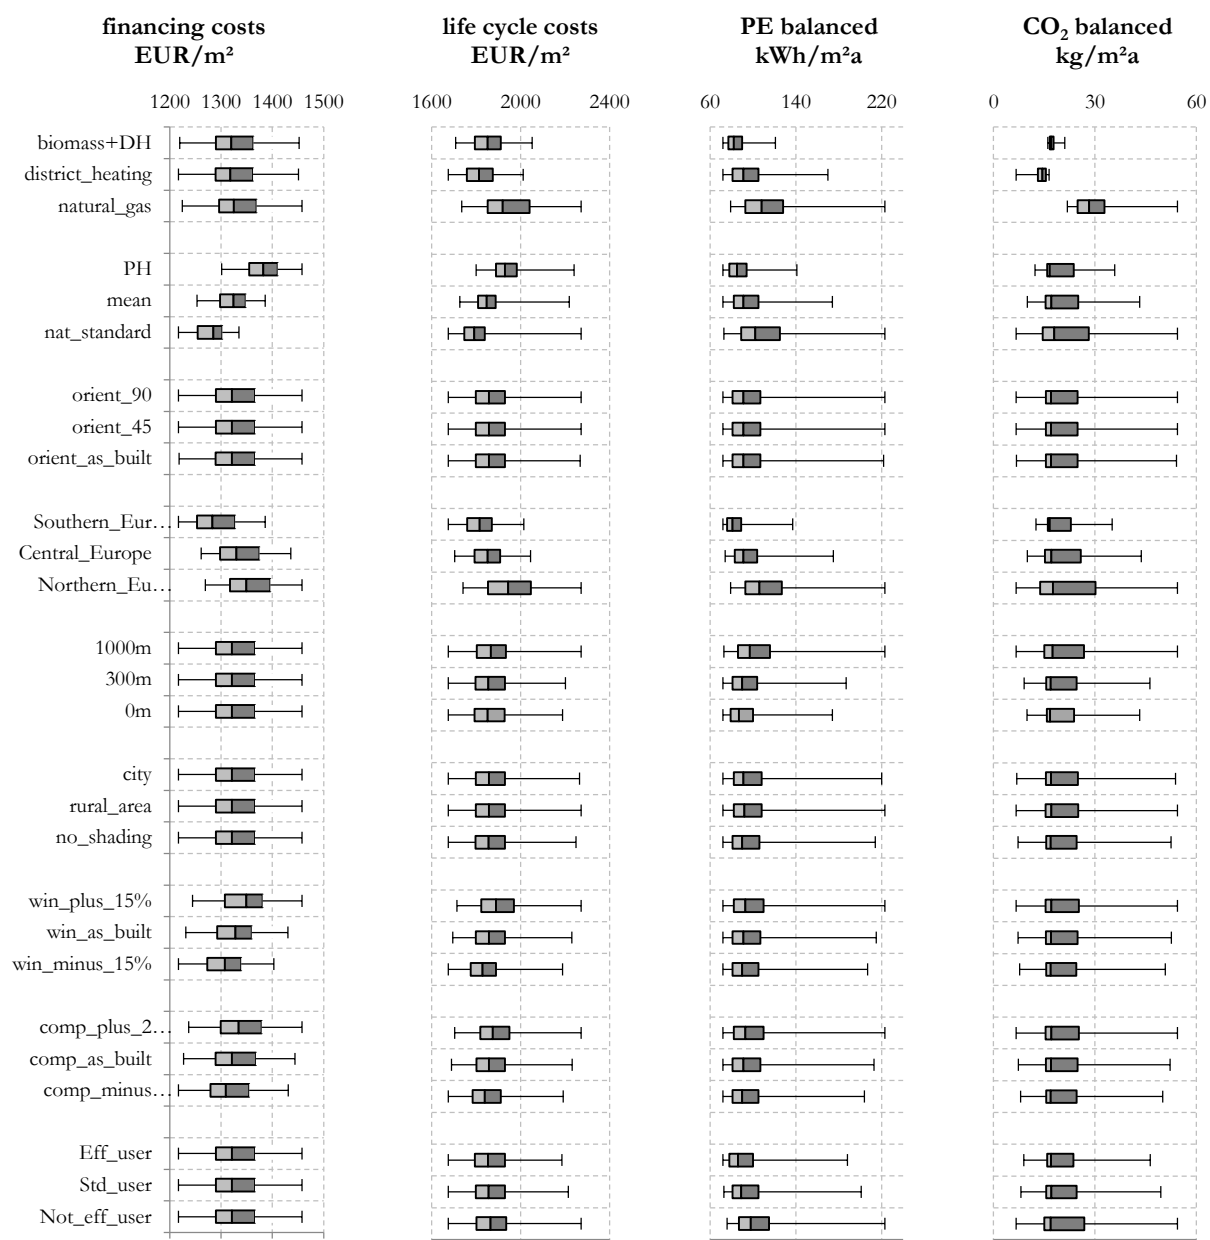 financing costs
EUR/m²
life cycle costs
EUR/m²
PE balanced
kWh/m²a
CO₂ balanced
kg/m²a
1200 1300 1400 1500
1600 2000 2400
60 140 220
0 30 60
biomass+DH
district_heating
natural_gas
PH
mean
nat_standard
orient_90
orient_45
orient_as_built
Southern_Eur…
Central_Europe
Northern_Eu…
1000m
300m
0m
city
rural_area
no_shading
win_plus_15%
win_as_built
win_minus_15%
comp_plus_2…
comp_as_built
comp_minus…
Eff_user
Std_user
Not_eff_user